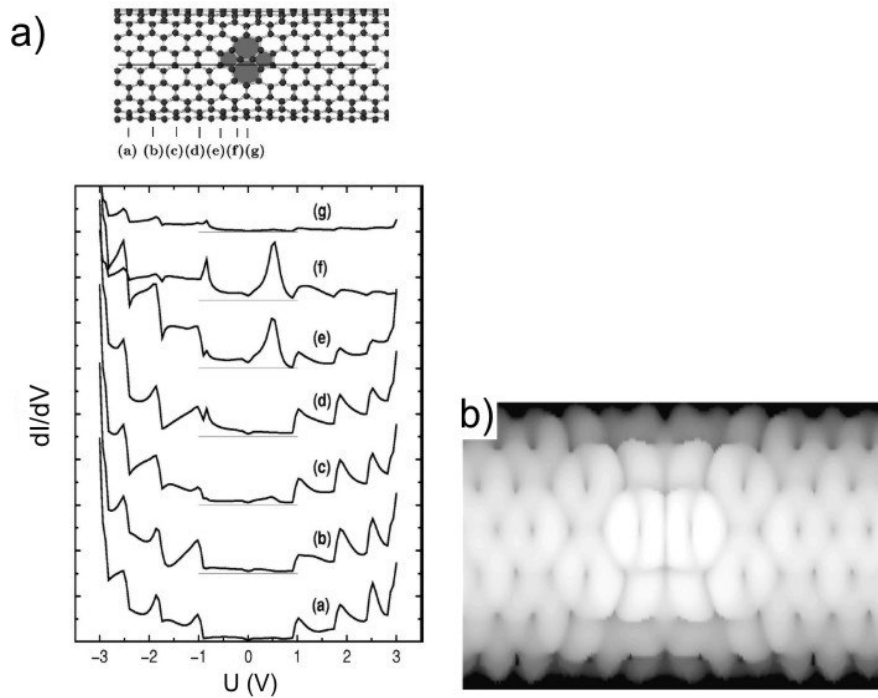 a)
(a) (b) (c) (d) (e) (f) (g)
(g)
(f)
(e)
(d)
(c)
(b)
(a)
dI/dV
−3 −2 −1 0 1 2 3
U (V)
b)